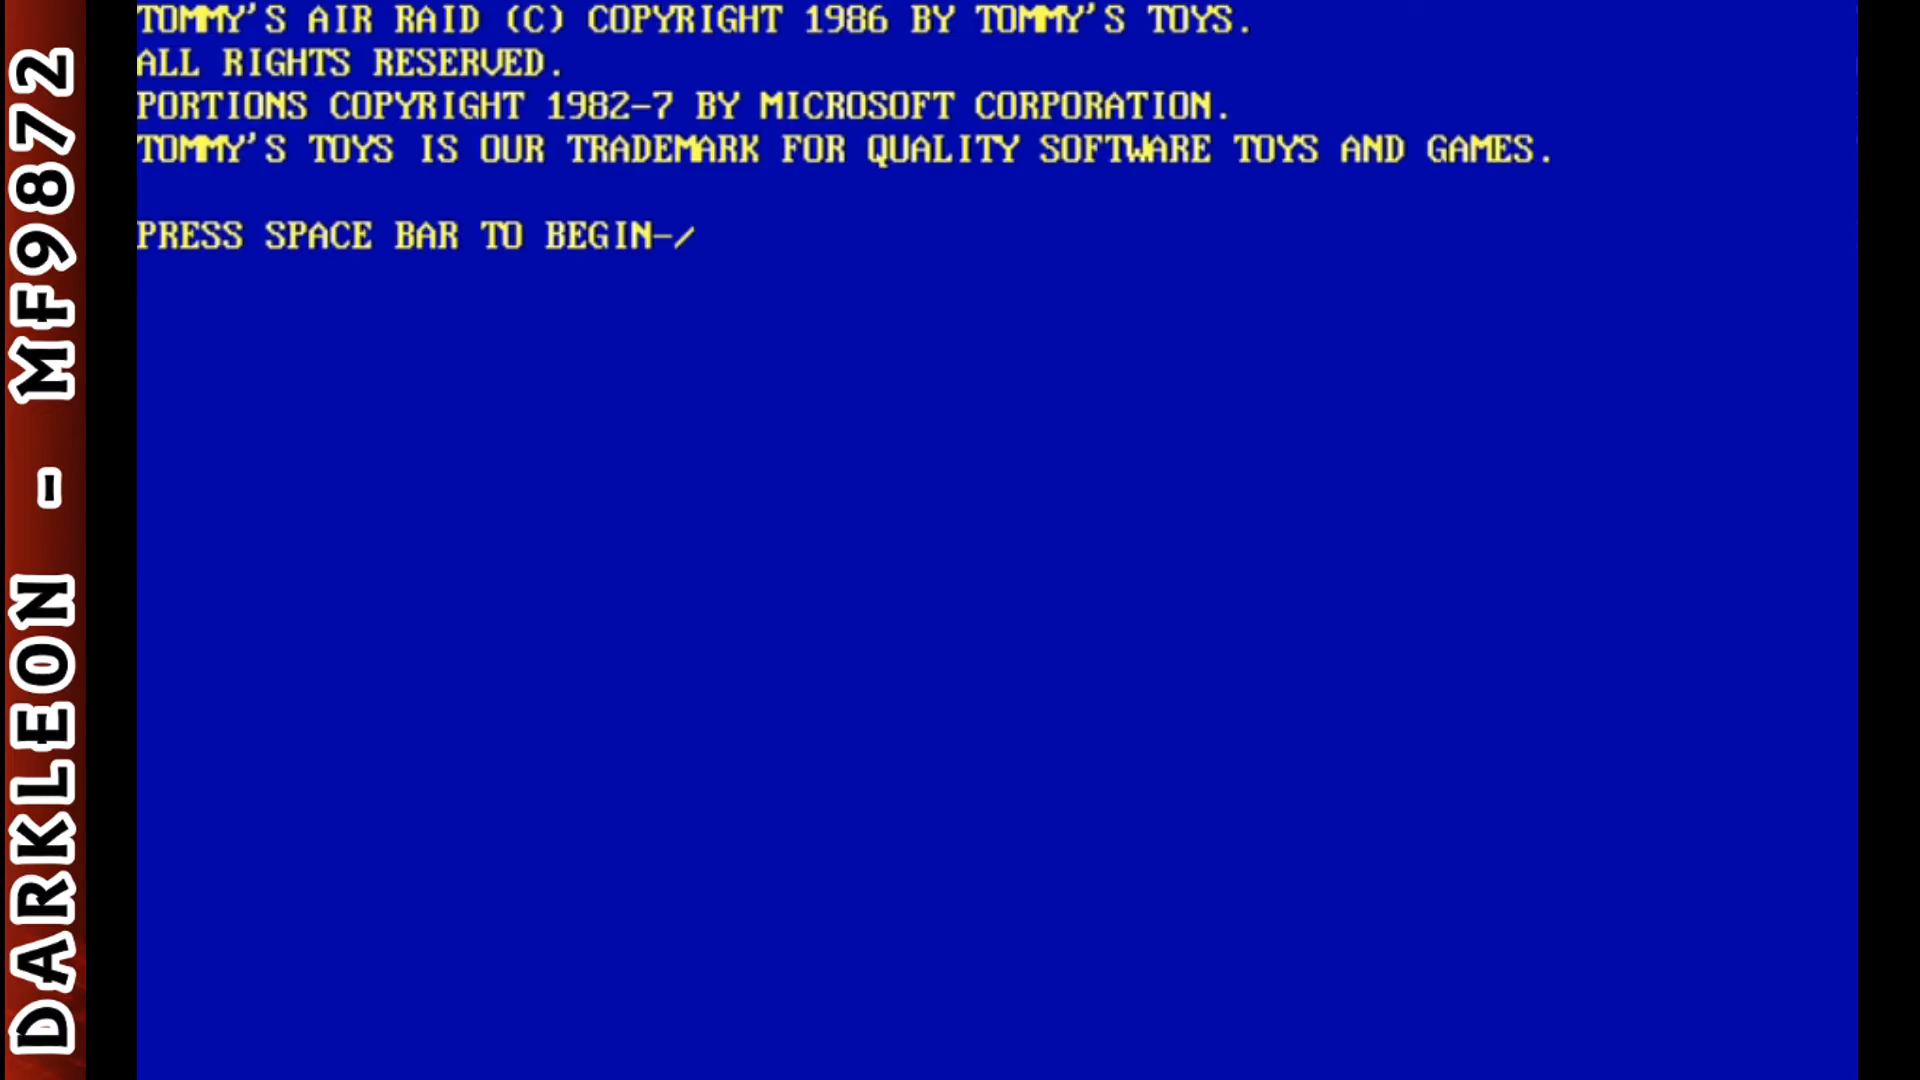 TOMMY'S AIR RAID (C) COPYRIGHT 1986 BY TOMMY'S TOYS.
ALL RIGHTS RESERVED.
PORTIONS COPYRIGHT 1982-7 BY MICROSOFT CORPORATION.
TOMMY'S TOYS IS OUR TRADEMARK FOR QUALITY SOFTWARE TOYS AND GAMES.
PRESS SPACE BAR TO BEGIN-/
DARKLEON - MF9872